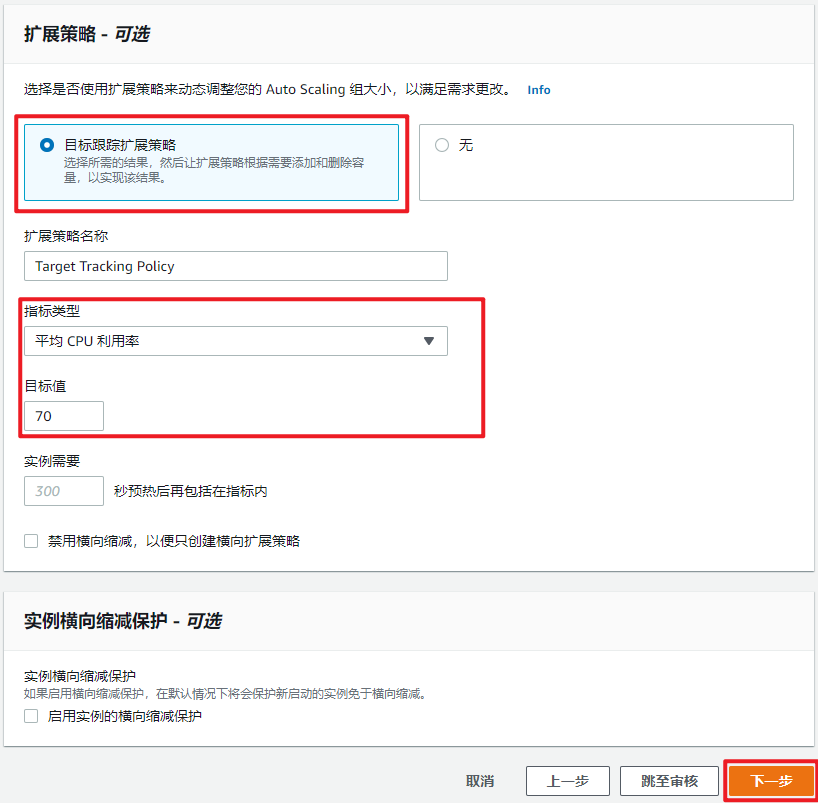 扩展策略 - 可选
选择是否使用扩展策略来动态调整您的 Auto Scaling 组大小，以满足需求更改。 Info
目标跟踪扩展策略
选择所需的结果，然后让扩展策略根据需要添加和删除容
量，以实现该结果。
无
扩展策略名称
Target Tracking Policy
指标类型
平均 CPU 利用率
目标值
70
实例需要
300 秒预热后再包括在指标内
禁用横向缩减，以便只创建横向扩展策略
实例横向缩减保护 - 可选
实例横向缩减保护
如果启用横向缩减保护，在默认情况下将会保护新启动的实例免于横向缩减。
启用实例的横向缩减保护
取消 上一步 跳至审核 下一步